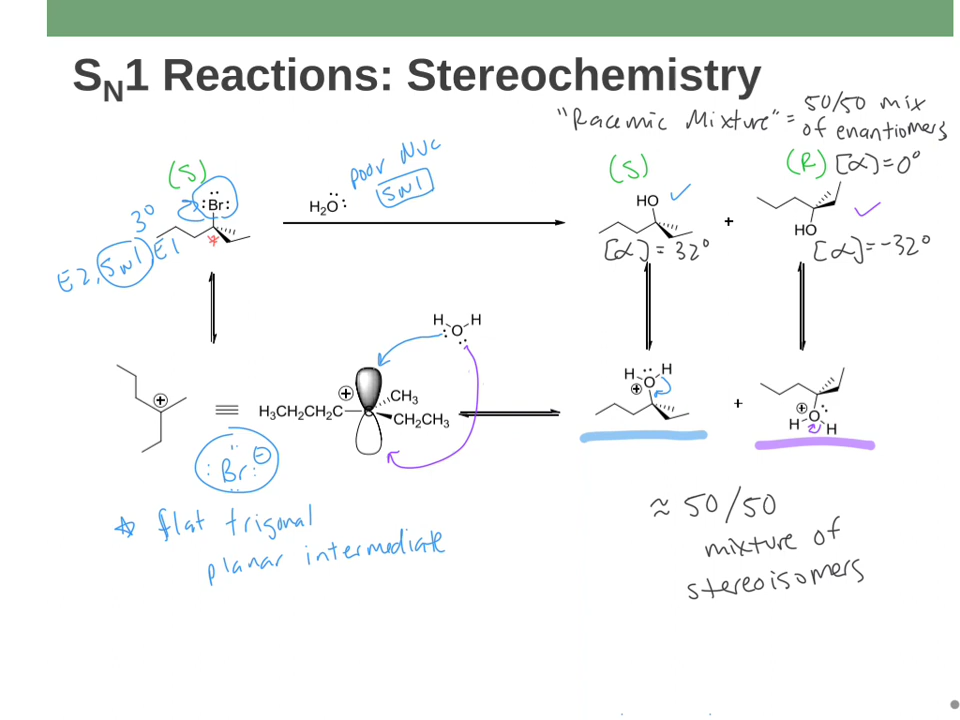 SN1 Reactions: Stereochemistry
"Racemic Mixture" = 50/50 mix
of enantiomers
(S)
poor Nuc
SN1
(S)
(R) [α]=0°
:Br:
3°
H2O:
HO
+
HO
E2, SN1 E1
*
[α]=32°
[α]=-32°
H H
O
+
CH3
H3CH2CH2C
C
CH2CH3
+
≡
H H
O
+
+
+
O
H H
:Br: −
≈ 50/50
mixture of
stereoisomers
☆ flat trigonal
planar intermediate